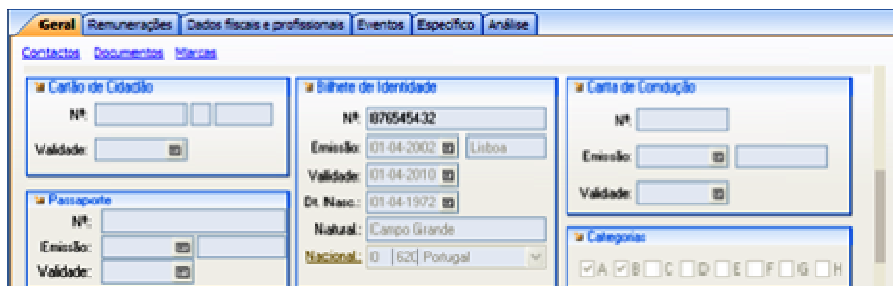 Geral Remunerações Dados fiscais e profissionais Eventos Específico Análise
Contactos Documentos Marcas
Cartão de Cidadão
Nº:
Validade:
Passaporte
Nº:
Emissão:
Validade:
Bilhete de Identidade
Nº: 876545432
Emissão: 01-04-2002 Lisboa
Validade: 01-04-2010
Dt. Nasc.: 01-04-1972
Natural.: Campo Grande
Nacional.: 0 620 Portugal
Carta de Condução
Nº:
Emissão:
Validade:
Categorias
A B C D E F G H